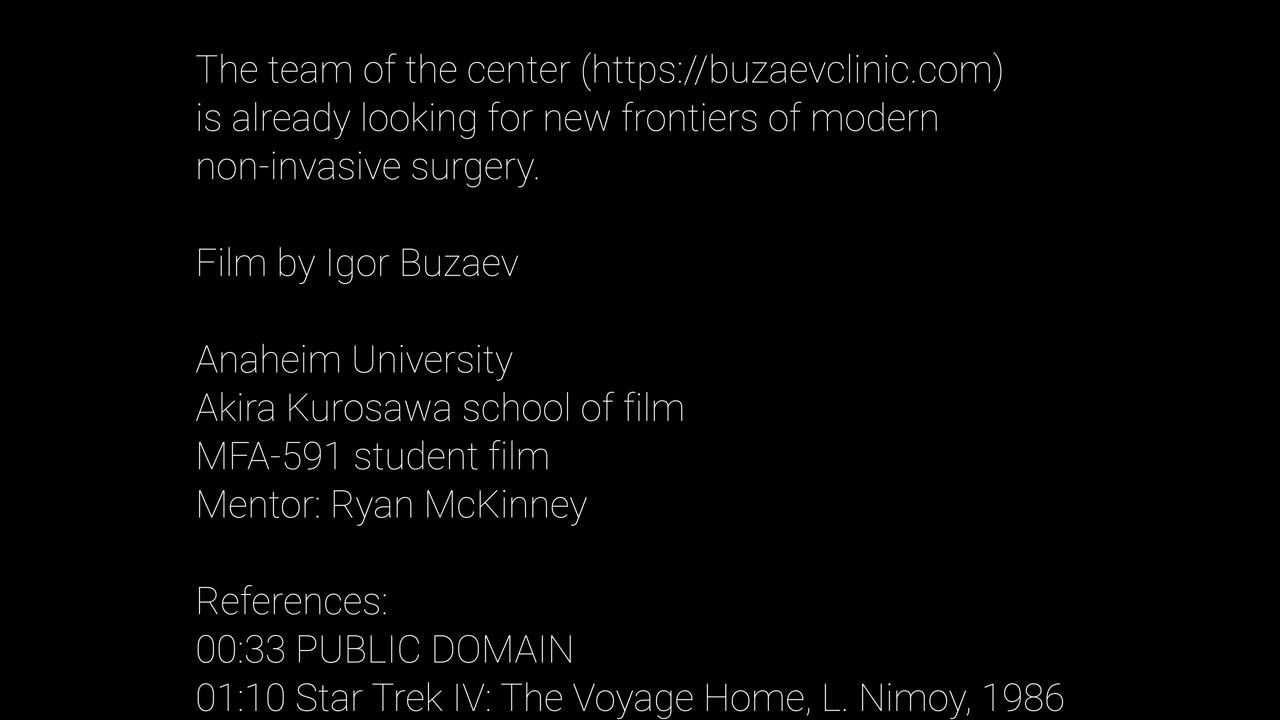 The team of the center (https://buzaevclinic.com)
is already looking for new frontiers of modern
non-invasive surgery.
Film by Igor Buzaev
Anaheim University
Akira Kurosawa school of film
MFA-591 student film
Mentor: Ryan McKinney
References:
00:33 PUBLIC DOMAIN
01:10 Star Trek IV: The Voyage Home, L. Nimoy, 1986